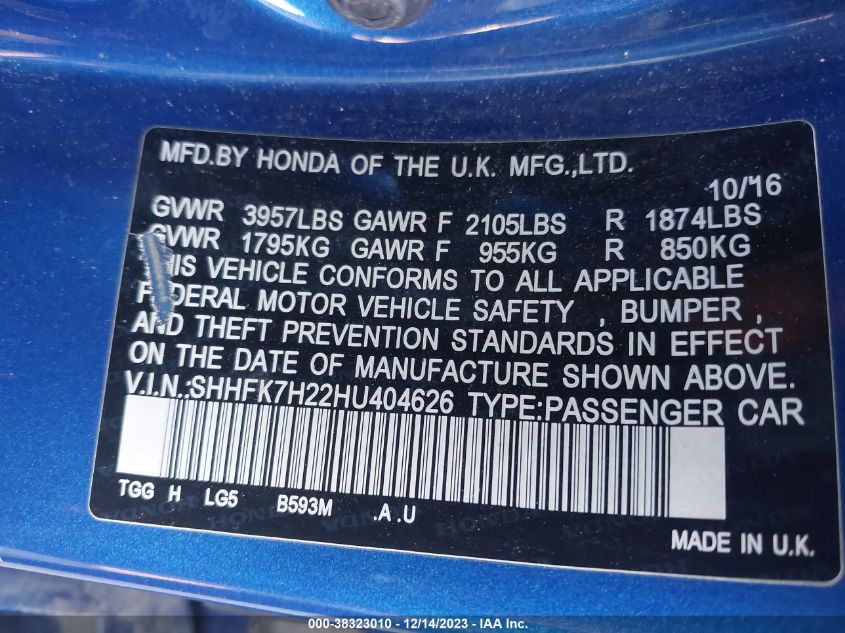 MFD.BY HONDA OF THE U.K. MFG.,LTD.
10/'16
GVWR 3957LBS GAWR F 2105LBS R 1874LBS
GVWR 1795KG GAWR F 955KG R 850KG
THIS VEHICLE CONFORMS TO ALL APPLICABLE
FEDERAL MOTOR VEHICLE SAFETY , BUMPER ,
AND THEFT PREVENTION STANDARDS IN EFFECT
ON THE DATE OF MANUFACTURE SHOWN ABOVE.
V.I.N.:SHHFK7H22HU404626 TYPE:PASSENGER CAR
TGG H LG5 B593M .A .U
MADE IN U.K.
000-38323010 - 12/14/2023 - IAA Inc.